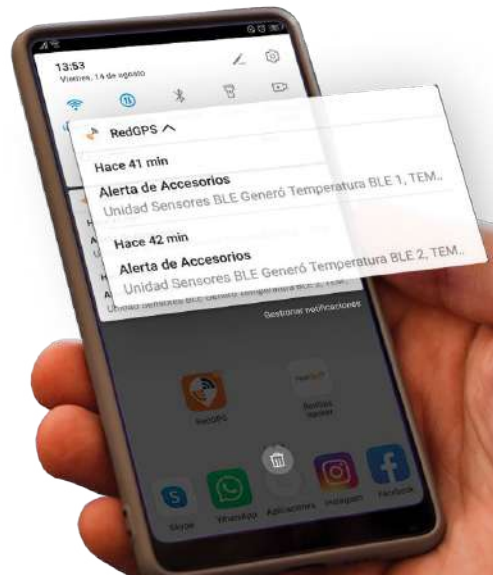 13:53
Viernes, 14 de agosto
RedGPS
Hace 41 min
Alerta de Accesorios
Unidad Sensores BLE Generó Temperatura BLE 1, TEM..
Hace 42 min
Alerta de Accesorios
Unidad Sensores BLE Generó Temperatura BLE 2, TEM..
Gestionar notificaciones
RedGPS
Skype
WhatsApp
Aplicaciones
Instagram
Facebook